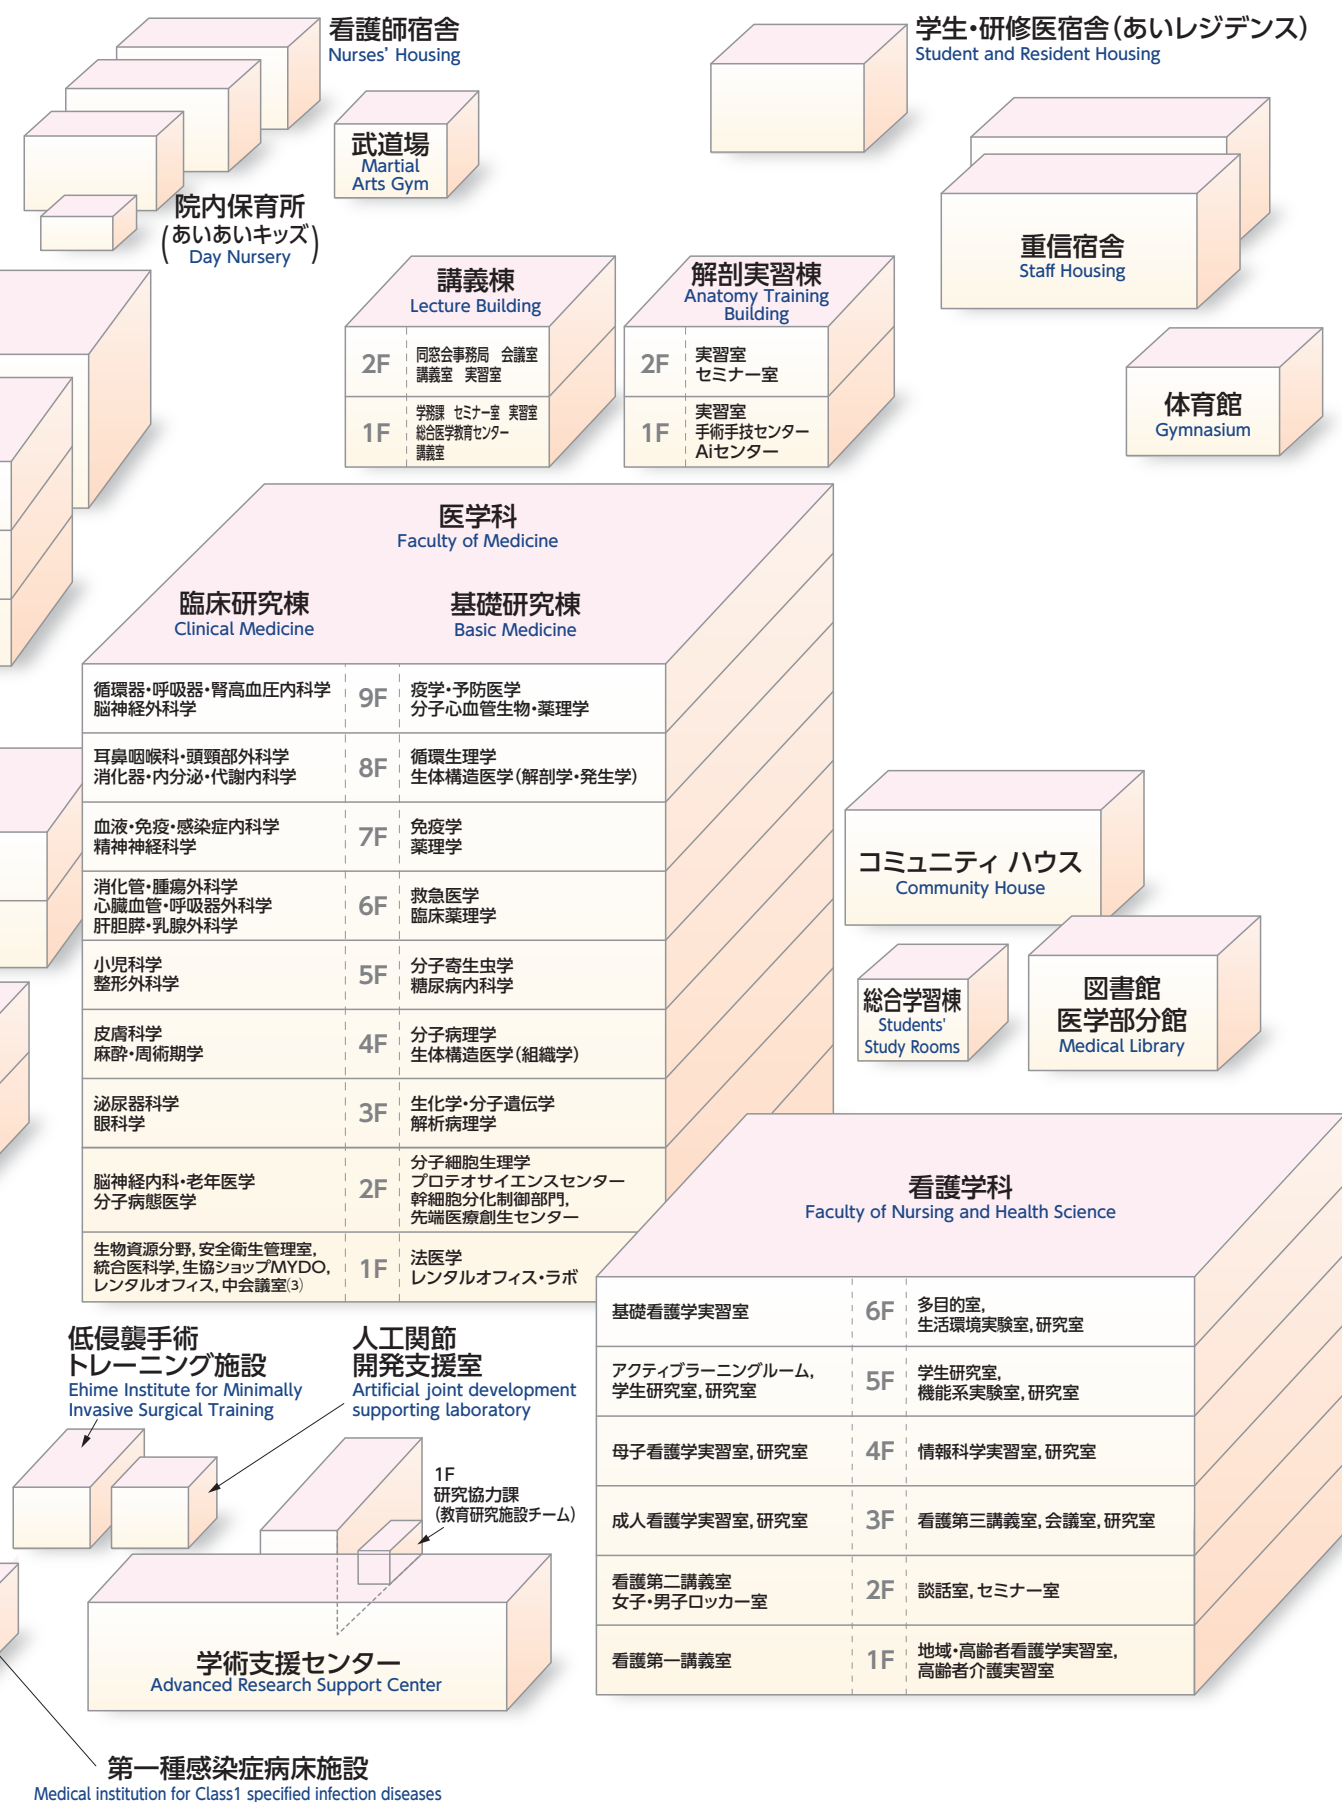 看護師宿舎
Nurses' Housing
学生・研修医宿舎(あいレジデンス)
Student and Resident Housing
武道場
Martial
Arts Gym
院内保育所
(あいあいキッズ)
Day Nursery
重信宿舎
Staff Housing
講義棟
Lecture Building
2F
同窓会事務局 会議室
講義室 実習室
1F
学務課 セミナー室 実習室
総合医学教育センター
講義室
解剖実習棟
Anatomy Training
Building
2F
実習室
セミナー室
1F
実習室
手術手技センター
Aiセンター
体育館
Gymnasium
医学科
Faculty of Medicine
臨床研究棟
Clinical Medicine
基礎研究棟
Basic Medicine
循環器・呼吸器・腎高血圧内科学
脳神経外科学
9F
疫学・予防医学
分子心血管生物・薬理学
耳鼻咽喉科・頭頸部外科学
消化器・内分泌・代謝内科学
8F
循環生理学
生体構造医学(解剖学・発生学)
血液・免疫・感染症内科学
精神神経科学
7F
免疫学
薬理学
消化管・腫瘍外科学
心臓血管・呼吸器外科学
肝胆膵・乳腺外科学
6F
救急医学
臨床薬理学
小児科学
整形外科学
5F
分子寄生虫学
糖尿病内科学
皮膚科学
麻酔・周術期学
4F
分子病理学
生体構造医学(組織学)
泌尿器科学
眼科学
3F
生化学・分子遺伝学
解析病理学
脳神経内科・老年医学
分子病態医学
2F
分子細胞生理学
プロテオサイエンスセンター
幹細胞分化制御部門,
先端医療創生センター
生物資源分野, 安全衛生管理室,
統合医科学, 生協ショップMYDO,
レンタルオフィス, 中会議室(3)
1F
法医学
レンタルオフィス・ラボ
コミュニティ ハウス
Community House
総合学習棟
Students'
Study Rooms
図書館
医学部分館
Medical Library
看護学科
Faculty of Nursing and Health Science
基礎看護学実習室
6F
多目的室,
生活環境実験室, 研究室
アクティブラーニングルーム,
学生研究室, 研究室
5F
学生研究室,
機能系実験室, 研究室
母子看護学実習室, 研究室
4F
情報科学実習室, 研究室
成人看護学実習室, 研究室
3F
看護第三講義室, 会議室, 研究室
看護第二講義室
女子・男子ロッカー室
2F
談話室, セミナー室
看護第一講義室
1F
地域・高齢者看護学実習室,
高齢者介護実習室
低侵襲手術
トレーニング施設
Ehime Institute for Minimally
Invasive Surgical Training
人工関節
開発支援室
Artificial joint development
supporting laboratory
1F
研究協力課
(教育研究施設チーム)
学術支援センター
Advanced Research Support Center
第一種感染症病床施設
Medical institution for Class1 specified infection diseases